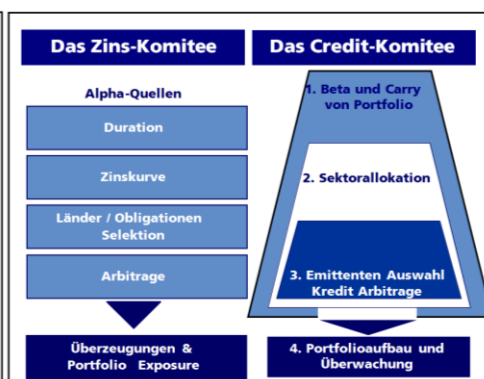 Das Zins-Komitee
Alpha-Quellen
Duration
Zinskurve
Länder / Obligationen
Selektion
Arbitrage
Überzeugungen &
Portfolio Exposure
Das Credit-Komitee
1. Beta und Carry
von Portfolio
2. Sektorallokation
3. Emittenten Auswahl
Kredit Arbitrage
4. Portfolioaufbau und
Überwachung